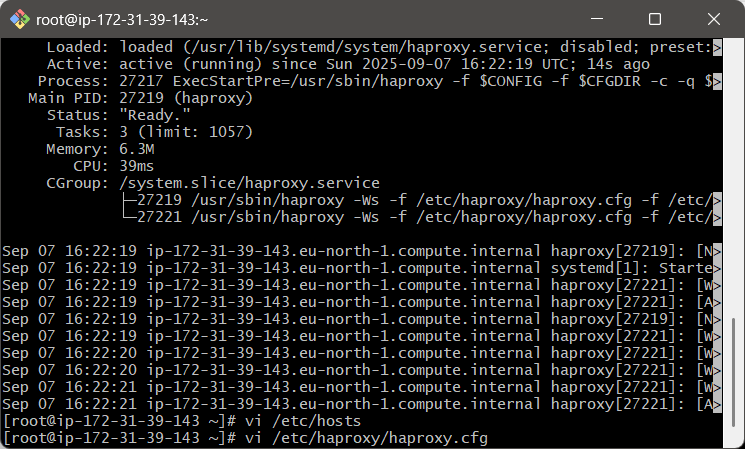 root@ip-172-31-39-143:~
Loaded: loaded (/usr/lib/systemd/system/haproxy.service; disabled; preset:>
Active: active (running) since Sun 2025-09-07 16:22:19 UTC; 14s ago
Process: 27217 ExecStartPre=/usr/sbin/haproxy -f $CONFIG -f $CFGDIR -c -q $>
Main PID: 27219 (haproxy)
Status: "Ready."
Tasks: 3 (limit: 1057)
Memory: 6.3M
CPU: 39ms
CGroup: /system.slice/haproxy.service
├─27219 /usr/sbin/haproxy -Ws -f /etc/haproxy/haproxy.cfg -f /etc/>
└─27221 /usr/sbin/haproxy -Ws -f /etc/haproxy/haproxy.cfg -f /etc/>
Sep 07 16:22:19 ip-172-31-39-143.eu-north-1.compute.internal haproxy[27219]: [N>
Sep 07 16:22:19 ip-172-31-39-143.eu-north-1.compute.internal systemd[1]: Starte>
Sep 07 16:22:19 ip-172-31-39-143.eu-north-1.compute.internal haproxy[27221]: [W>
Sep 07 16:22:19 ip-172-31-39-143.eu-north-1.compute.internal haproxy[27221]: [A>
Sep 07 16:22:19 ip-172-31-39-143.eu-north-1.compute.internal haproxy[27219]: [N>
Sep 07 16:22:19 ip-172-31-39-143.eu-north-1.compute.internal haproxy[27221]: [W>
Sep 07 16:22:20 ip-172-31-39-143.eu-north-1.compute.internal haproxy[27221]: [W>
Sep 07 16:22:20 ip-172-31-39-143.eu-north-1.compute.internal haproxy[27221]: [W>
Sep 07 16:22:21 ip-172-31-39-143.eu-north-1.compute.internal haproxy[27221]: [W>
Sep 07 16:22:21 ip-172-31-39-143.eu-north-1.compute.internal haproxy[27221]: [A>
[root@ip-172-31-39-143 ~]# vi /etc/hosts
[root@ip-172-31-39-143 ~]# vi /etc/haproxy/haproxy.cfg